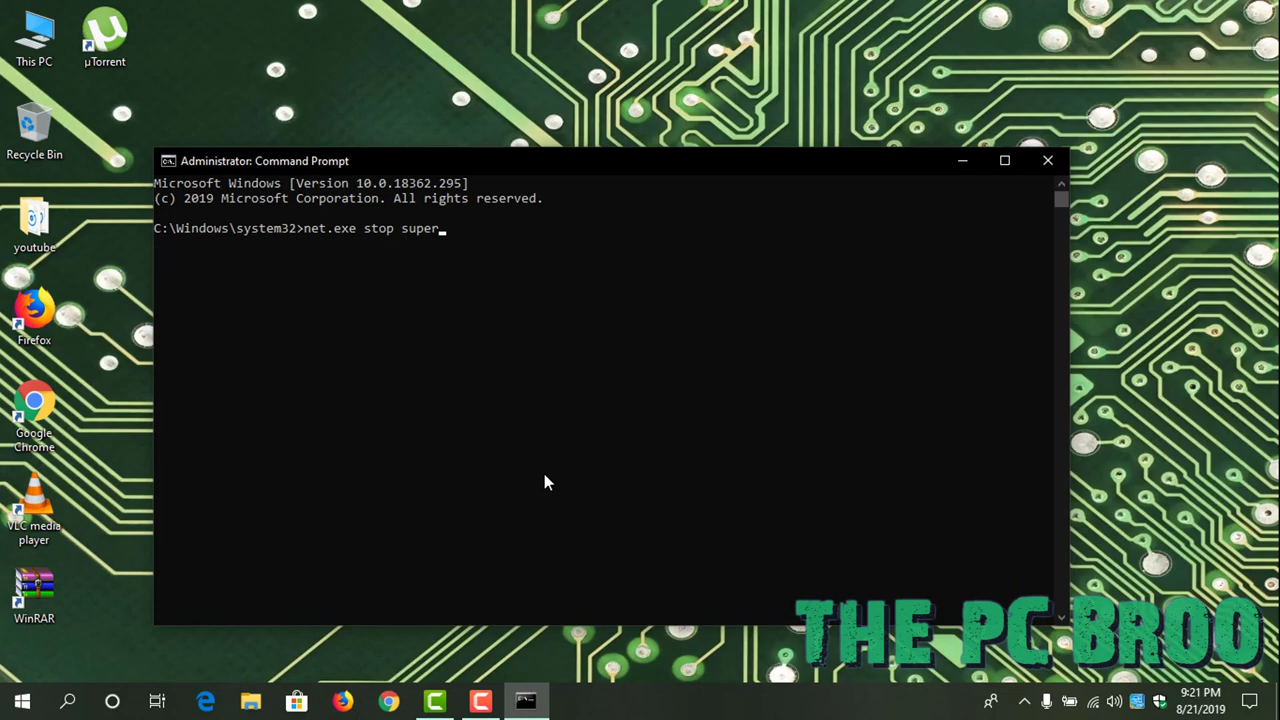 This PC
µTorrent
Recycle Bin
youtube
Firefox
Google
Chrome
VLC media
player
WinRAR
Administrator: Command Prompt
Microsoft Windows [Version 10.0.18362.295]
(c) 2019 Microsoft Corporation. All rights reserved.
C:\Windows\system32>net.exe stop super_
THE PC BROO
9:21 PM
8/21/2019